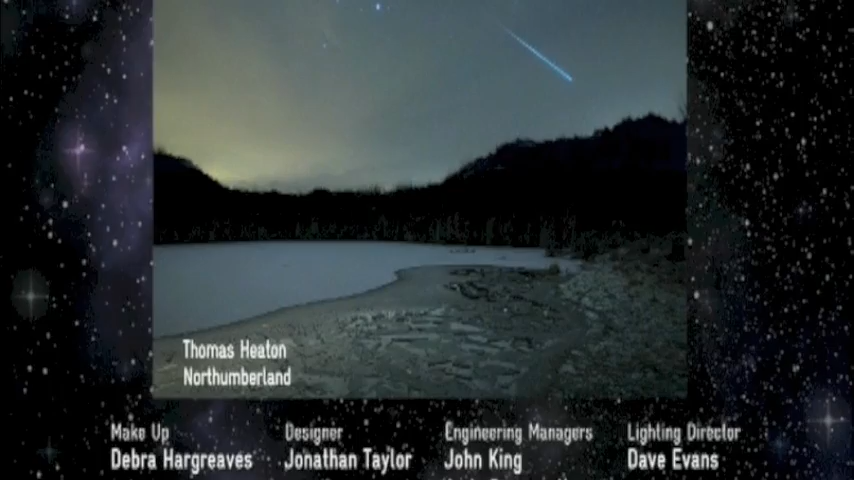 Thomas Heaton
Northumberland
Make Up
Designer
Engineering Managers
Lighting Director
Debra Hargreaves
Jonathan Taylor
John King
Dave Evans